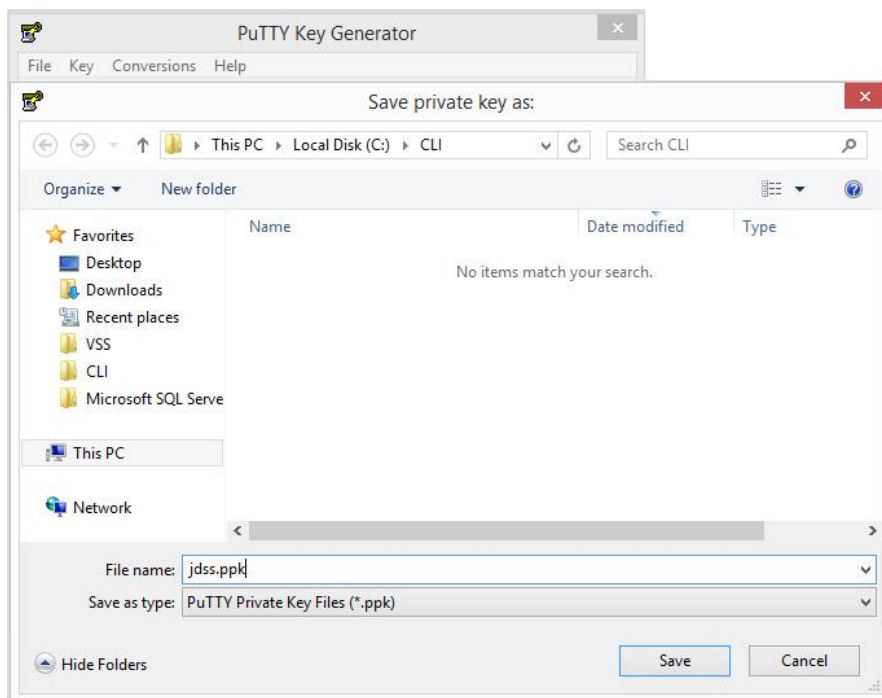 PuTTY Key Generator
File Key Conversions Help
Save private key as:
This PC Local Disk (C:) CLI Search CLI
Organize New folder
Name Date modified Type
No items match your search.
Favorites
Desktop
Downloads
Recent places
VSS
CLI
Microsoft SQL Serve
This PC
Network
File name: jdss.ppk
Save as type: PuTTY Private Key Files (*.ppk)
Hide Folders Save Cancel